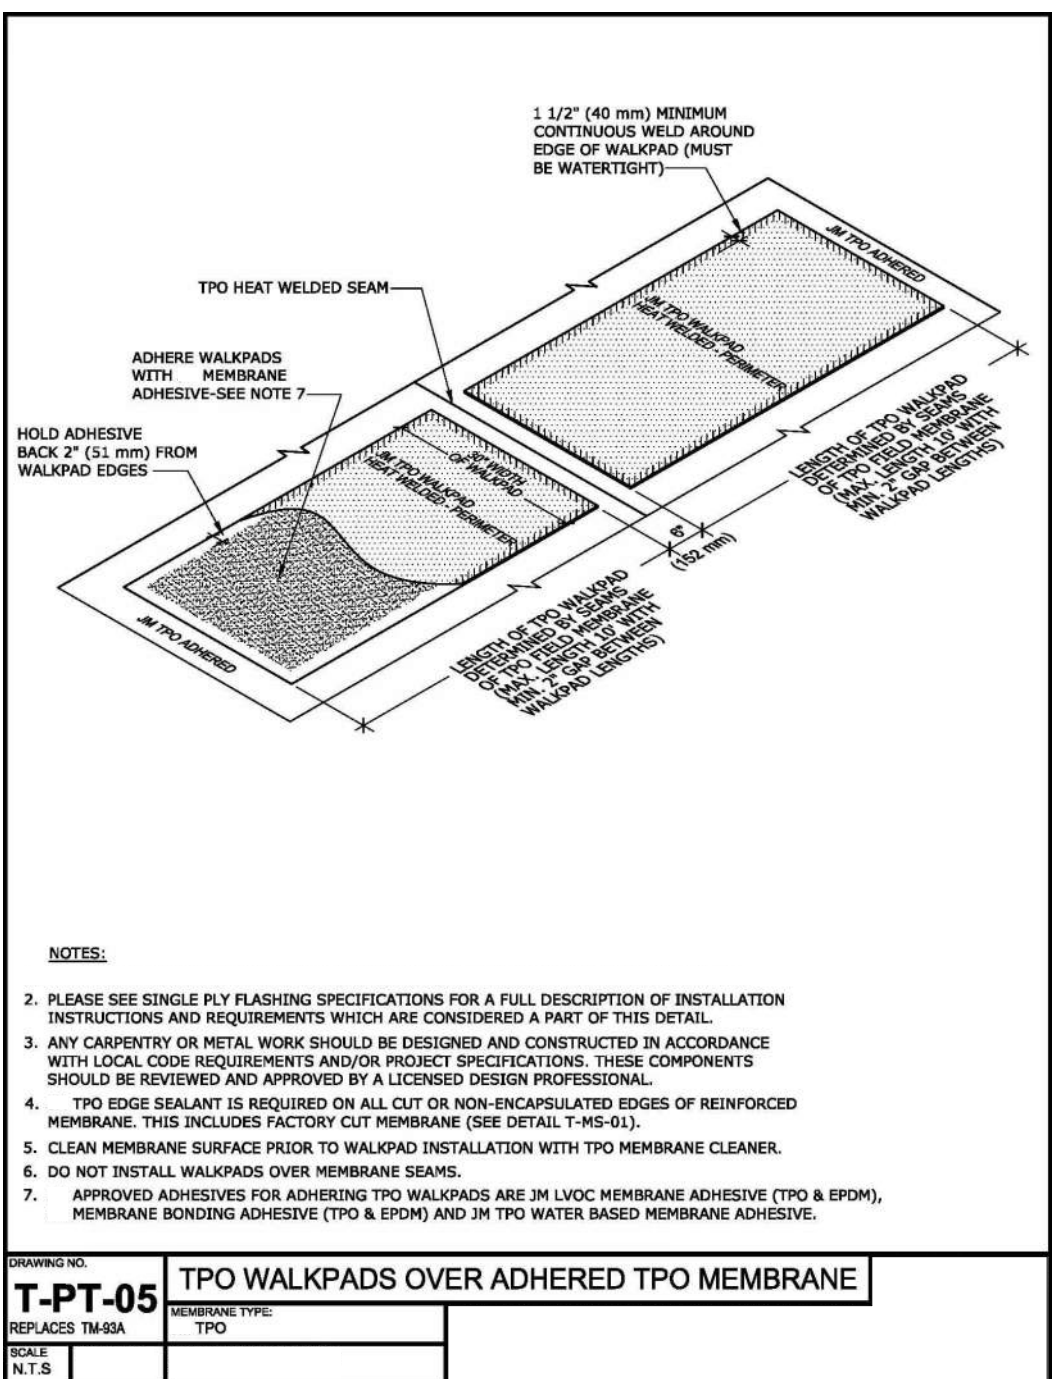 1 1/2" (40 mm) MINIMUM
CONTINUOUS WELD AROUND
EDGE OF WALKPAD (MUST
BE WATERTIGHT)
JM TPO ADHERED
TPO HEAT WELDED SEAM
JM TPO WALKPAD
HEAT WELDED - PERIMETER
ADHERE WALKPADS
WITH MEMBRANE
ADHESIVE-SEE NOTE 7
HOLD ADHESIVE
BACK 2" (51 mm) FROM
WALKPAD EDGES
30" WIDTH
OF WALKPAD
JM TPO WALKPAD
HEAT WELDED - PERIMETER
LENGTH OF TPO WALKPAD
DETERMINED BY SEAMS
OF TPO FIELD MEMBRANE
(MAX. LENGTH 10' WITH
MIN. 2" GAP BETWEEN
WALKPAD LENGTHS)
6"
(152 mm)
LENGTH OF TPO WALKPAD
DETERMINED BY SEAMS
OF TPO FIELD MEMBRANE
(MAX. LENGTH 10' WITH
MIN. 2" GAP BETWEEN
WALKPAD LENGTHS)
JM TPO ADHERED
NOTES:
2. PLEASE SEE SINGLE PLY FLASHING SPECIFICATIONS FOR A FULL DESCRIPTION OF INSTALLATION
INSTRUCTIONS AND REQUIREMENTS WHICH ARE CONSIDERED A PART OF THIS DETAIL.
3. ANY CARPENTRY OR METAL WORK SHOULD BE DESIGNED AND CONSTRUCTED IN ACCORDANCE
WITH LOCAL CODE REQUIREMENTS AND/OR PROJECT SPECIFICATIONS. THESE COMPONENTS
SHOULD BE REVIEWED AND APPROVED BY A LICENSED DESIGN PROFESSIONAL.
4. TPO EDGE SEALANT IS REQUIRED ON ALL CUT OR NON-ENCAPSULATED EDGES OF REINFORCED
MEMBRANE. THIS INCLUDES FACTORY CUT MEMBRANE (SEE DETAIL T-MS-01).
5. CLEAN MEMBRANE SURFACE PRIOR TO WALKPAD INSTALLATION WITH TPO MEMBRANE CLEANER.
6. DO NOT INSTALL WALKPADS OVER MEMBRANE SEAMS.
7. APPROVED ADHESIVES FOR ADHERING TPO WALKPADS ARE JM LVOC MEMBRANE ADHESIVE (TPO & EPDM),
MEMBRANE BONDING ADHESIVE (TPO & EPDM) AND JM TPO WATER BASED MEMBRANE ADHESIVE.
DRAWING NO.
T-PT-05
REPLACES TM-93A
TPO WALKPADS OVER ADHERED TPO MEMBRANE
MEMBRANE TYPE:
TPO
SCALE
N.T.S